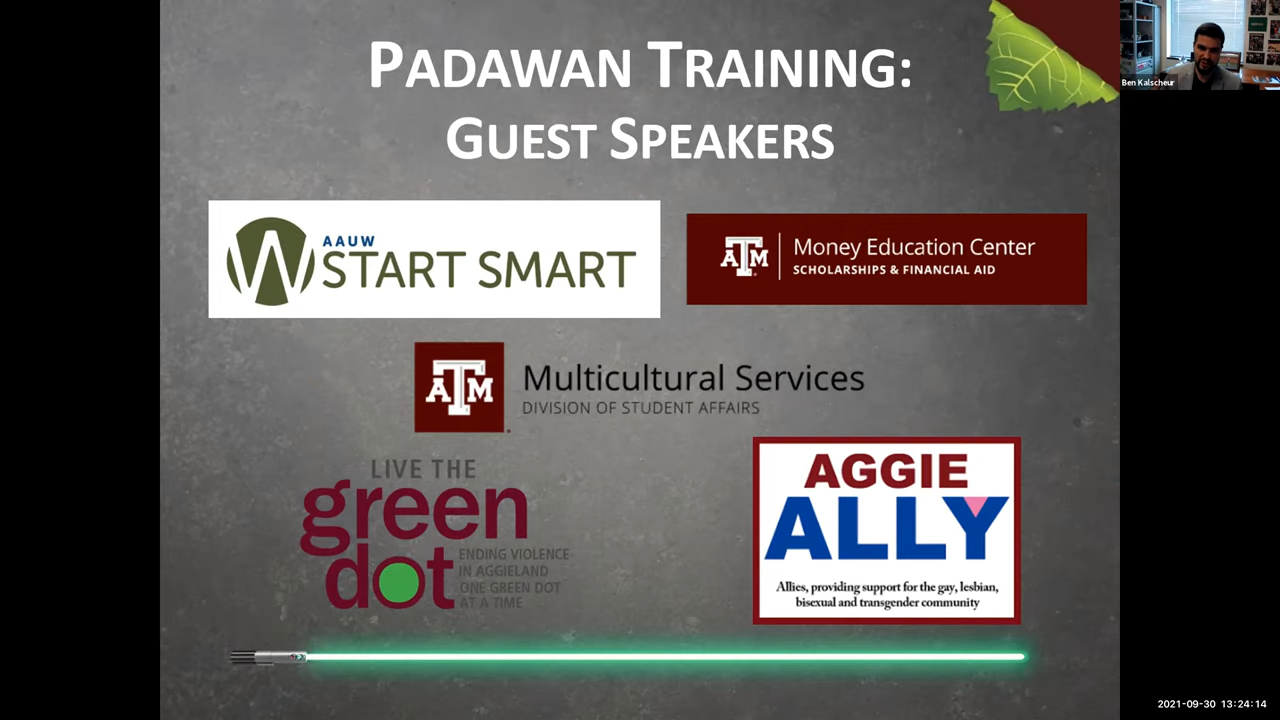 PADAWAN TRAINING:
GUEST SPEAKERS
Ben Kalscheur
AAUW
START SMART
ATM
Money Education Center
SCHOLARSHIPS & FINANCIAL AID
ATM
Multicultural Services
DIVISION OF STUDENT AFFAIRS
LIVE THE
green
dot
ENDING VIOLENCE
IN AGGIELAND
ONE GREEN DOT
AT A TIME
AGGIE
ALLY
Allies, providing support for the gay, lesbian,
bisexual and transgender community
2021-09-30 13:24:14